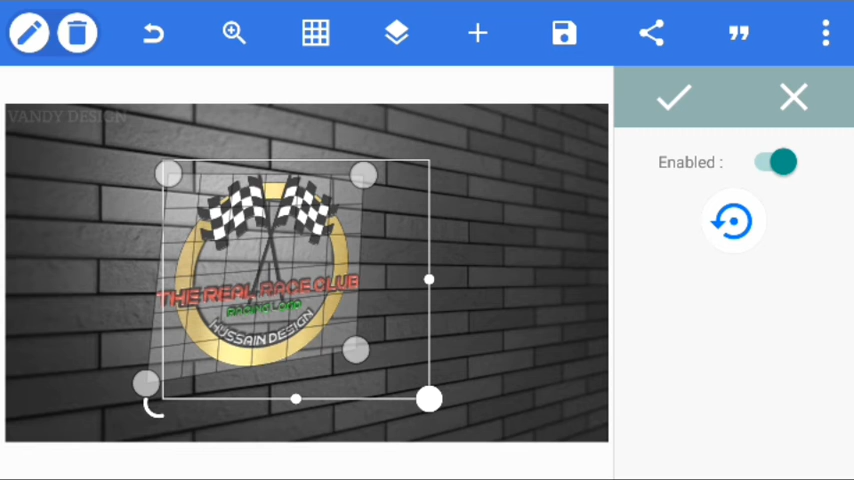 VANDY DESIGN
Enabled :
THE REAL RACE CLUB
RACING LOGO
HUSSAIN DESIGN